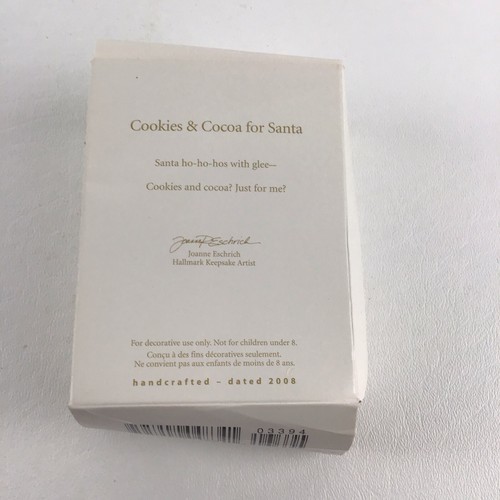 Cookies & Cocoa for Santa
Santa ho-ho-hos with glee—
Cookies and cocoa? Just for me?
Joanne Eschrich
Joanne Eschrich
Hallmark Keepsake Artist
For decorative use only. Not for children under 8.
Conçu à des fins décoratives seulement.
Ne convient pas aux enfants de moins de 8 ans.
handcrafted – dated 2008
03394